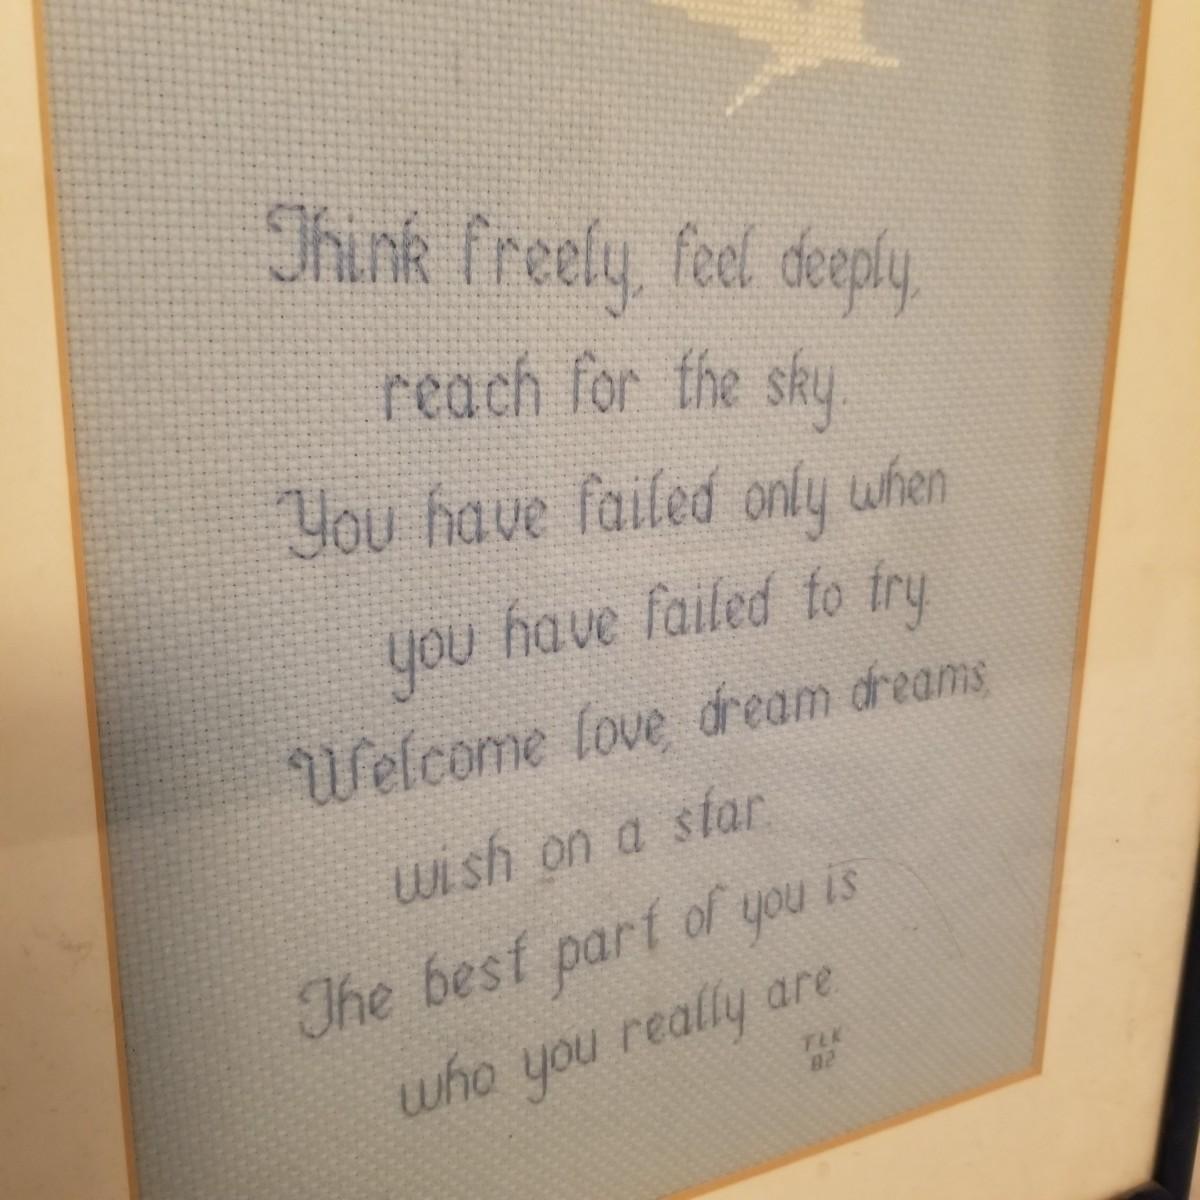 Think freely, feel deeply,
reach for the sky.
You have failed only when
you have failed to try.
Welcome love, dream dreams,
wish on a star.
The best part of you is
who you really are.
TLK
82